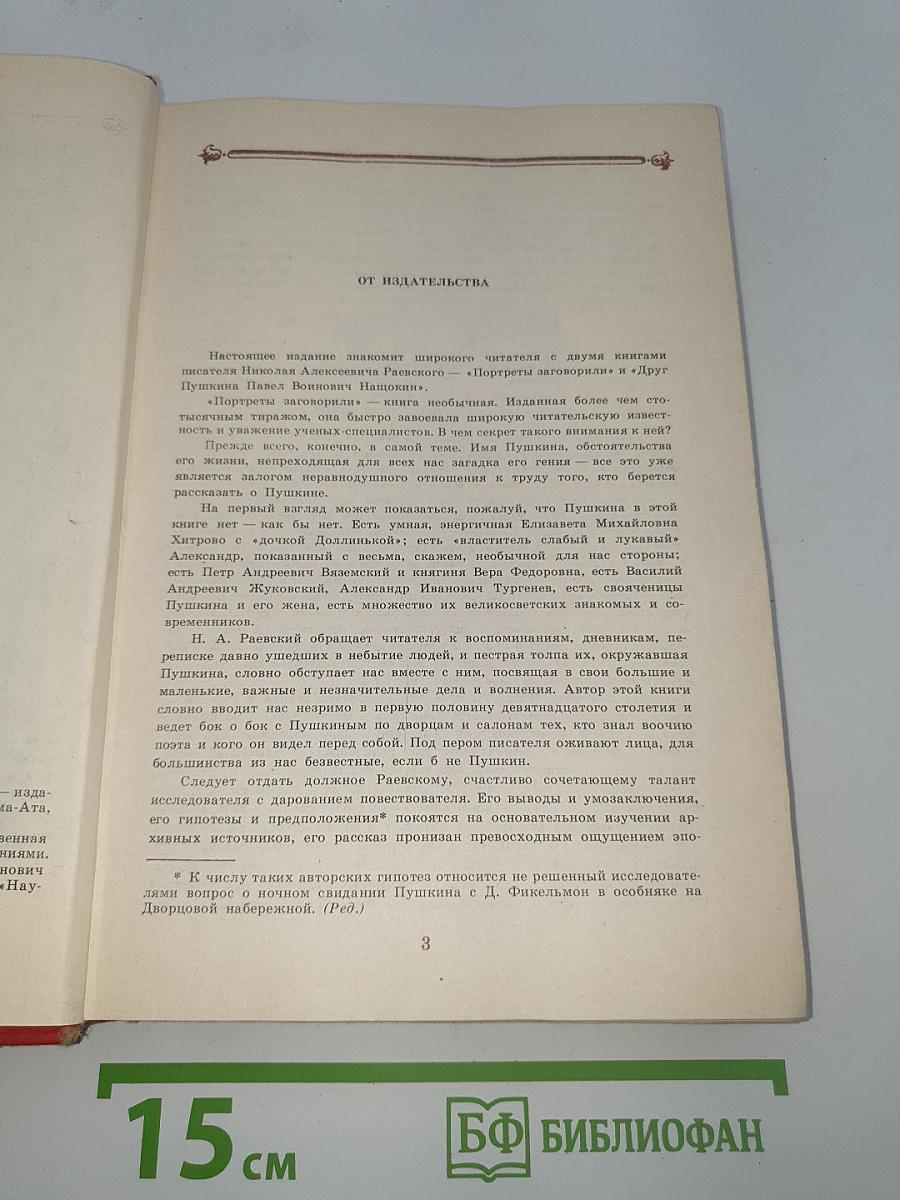 — изда-
ма-Ата,
венная
ниями.
нович
«Нау-
ОТ ИЗДАТЕЛЬСТВА
Настоящее издание знакомит широкого читателя с двумя книгами
писателя Николая Алексеевича Раевского — «Портреты заговорили» и «Друг
Пушкина Павел Воинович Нащокин».
«Портреты заговорили» — книга необычная. Изданная более чем сто-
тысячным тиражом, она быстро завоевала широкую читательскую извест-
ность и уважение ученых-специалистов. В чем секрет такого внимания к ней?
Прежде всего, конечно, в самой теме. Имя Пушкина, обстоятельства
его жизни, непреходящая для всех нас загадка его гения — все это уже
является залогом неравнодушного отношения к труду того, кто берется
рассказать о Пушкине.
На первый взгляд может показаться, пожалуй, что Пушкина в этой
книге нет — как бы нет. Есть умная, энергичная Елизавета Михайловна
Хитрово с «дочкой Доллинькой»; есть «властитель слабый и лукавый»
Александр, показанный с весьма, скажем, необычной для нас стороны;
есть Петр Андреевич Вяземский и княгиня Вера Федоровна, есть Василий
Андреевич Жуковский, Александр Иванович Тургенев, есть свояченицы
Пушкина и его жена, есть множество их великосветских знакомых и со-
временников.
Н. А. Раевский обращает читателя к воспоминаниям, дневникам, пе-
реписке давно ушедших в небытие людей, и пестрая толпа их, окружавшая
Пушкина, словно обступает нас вместе с ним, посвящая в свои большие и
маленькие, важные и незначительные дела и волнения. Автор этой книги
словно вводит нас незримо в первую половину девятнадцатого столетия и
ведет бок о бок с Пушкиным по дворцам и салонам тех, кто знал воочию
поэта и кого он видел перед собой. Под пером писателя оживают лица, для
большинства из нас безвестные, если б не Пушкин.
Следует отдать должное Раевскому, счастливо сочетающему талант
исследователя с дарованием повествователя. Его выводы и умозаключения,
его гипотезы и предположения* покоятся на основательном изучении ар-
хивных источников, его рассказ пронизан превосходным ощущением эпо-
* К числу таких авторских гипотез относится не решенный исследовате-
лями вопрос о ночном свидании Пушкина с Д. Фикельмон в особняке на
Дворцовой набережной. (Ред.)
3
15 см
БФ БИБЛИОФАН